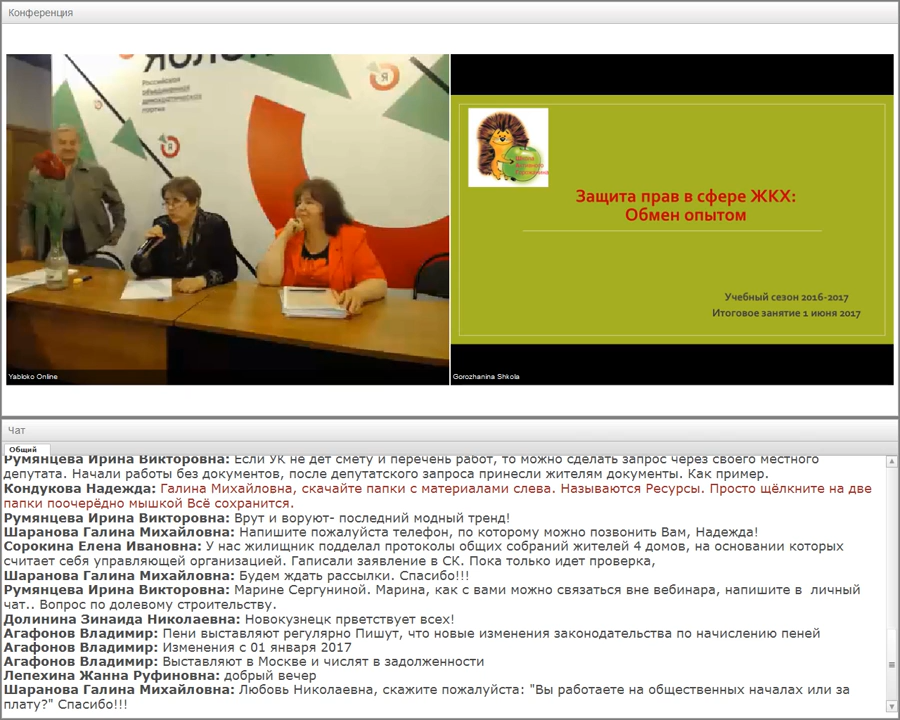 Конференция
ЯБЛОКО
Российская
объединенная
демократическая
партия
Я
Yabloko Online
Защита прав в сфере ЖКХ:
Обмен опытом
Учебный сезон 2016-2017
Итоговое занятие 1 июня 2017
Gorozhanina Shkola
Чат
Общий
Румянцева Ирина Викторовна: Если УК не дет смету и перечень работ, то можно сделать запрос через своего местного
депутата. Начали работы без документов, после депутатского запроса принесли жителям документы. Как пример.
Кондукова Надежда: Галина Михайловна, скачайте папки с материалами слева. Называются Ресурсы. Просто щёлкните на две
папки поочерёдно мышкой Всё сохранится.
Румянцева Ирина Викторовна: Врут и воруют- последний модный тренд!
Шаранова Галина Михайловна: Напишите пожалуйста телефон, по которому можно позвонить Вам, Надежда!
Сорокина Елена Ивановна: У нас жилищник подделал протоколы общих собраний жителей 4 домов, на основании которых
считает себя управляющей организацией. Гаписали заявление в СК. Пока только идет проверка,
Шаранова Галина Михайловна: Будем ждать рассылки. Спасибо!!!
Румянцева Ирина Викторовна: Марине Сергуниной. Марина, как с вами можно связаться вне вебинара, напишите в личный
чат.. Вопрос по долевому строительству.
Долинина Зинаида Николаевна: Новокузнецк прветствует всех!
Агафонов Владимир: Пени выставляют регулярно Пишут, что новые изменения законодательства по начислению пеней
Агафонов Владимир: Изменения с 01 января 2017
Агафонов Владимир: Выставляют в Москве и числят в задолженности
Лепехина Жанна Руфиновна: добрый вечер
Шаранова Галина Михайловна: Любовь Николаевна, скажите пожалуйста: "Вы работаете на общественных началах или за
плату?" Спасибо!!!